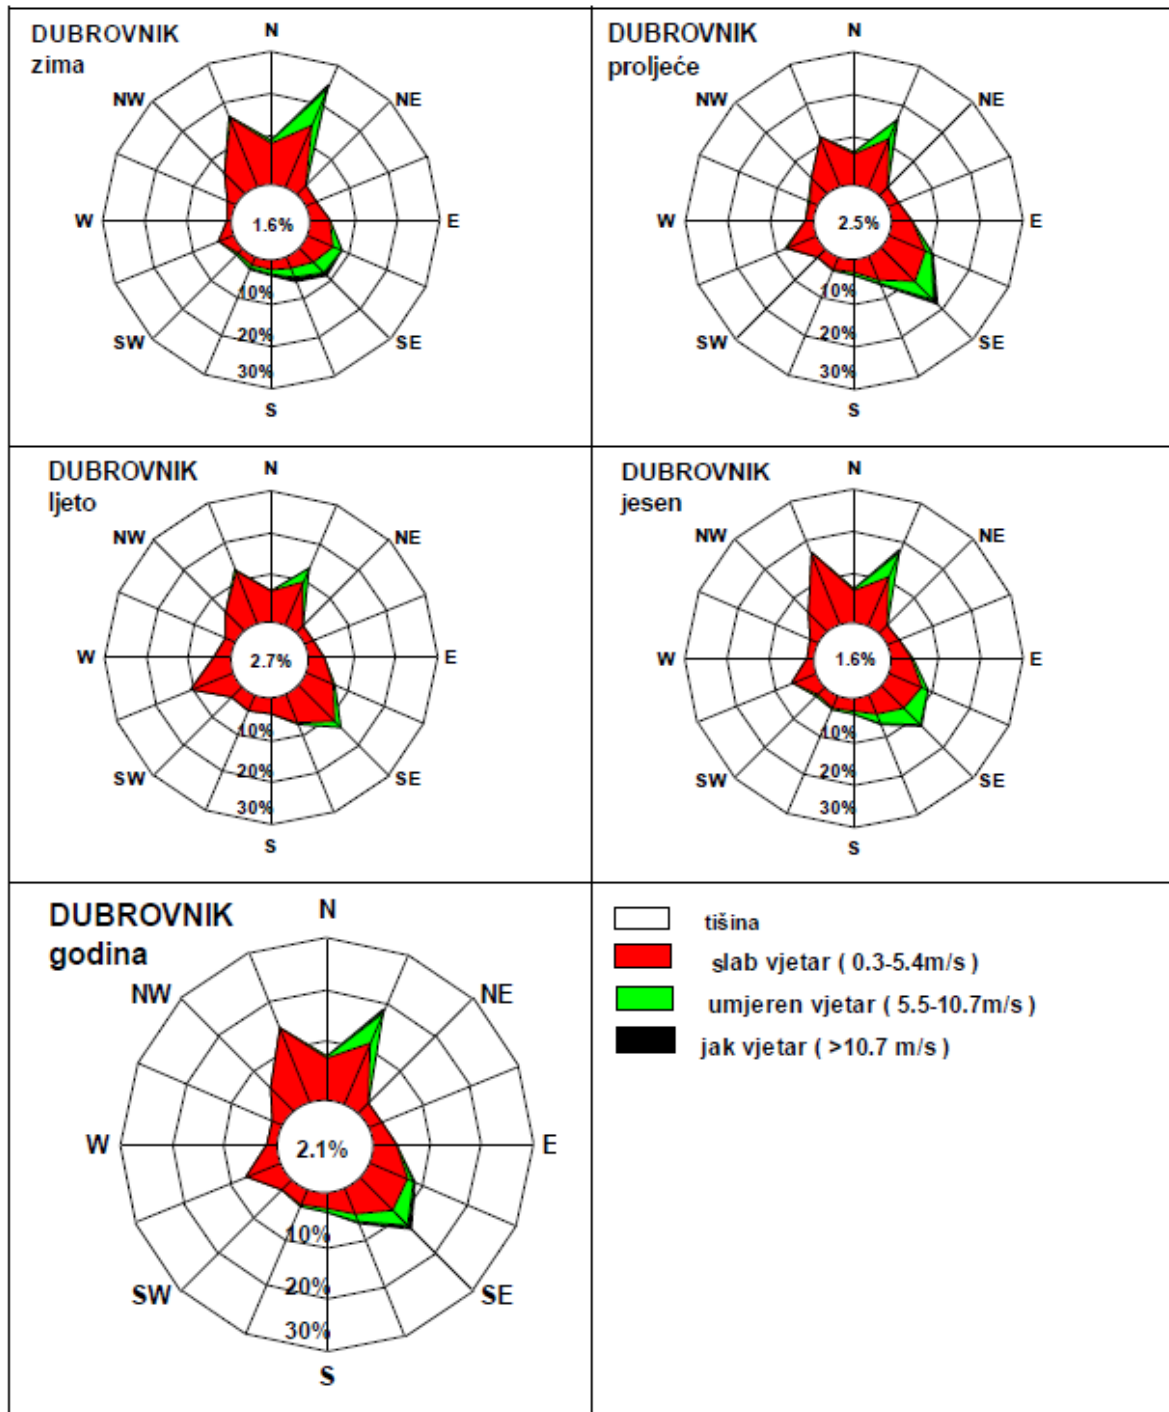 DUBROVNIK
zima
N
NW
NE
W
1.6%
E
10%
20%
SW
SE
30%
S
DUBROVNIK
proljeće
N
NW
NE
W
2.5%
E
10%
20%
SW
SE
30%
S
DUBROVNIK
ljeto
N
NW
NE
W
2.7%
E
10%
20%
SW
SE
30%
S
DUBROVNIK
jesen
N
NW
NE
W
1.6%
E
10%
20%
SW
SE
30%
S
DUBROVNIK
godina
N
NW
NE
W
2.1%
E
10%
20%
SW
SE
30%
S
tišina
slab vjetar ( 0.3-5.4m/s )
umjeren vjetar ( 5.5-10.7m/s )
jak vjetar ( >10.7 m/s )